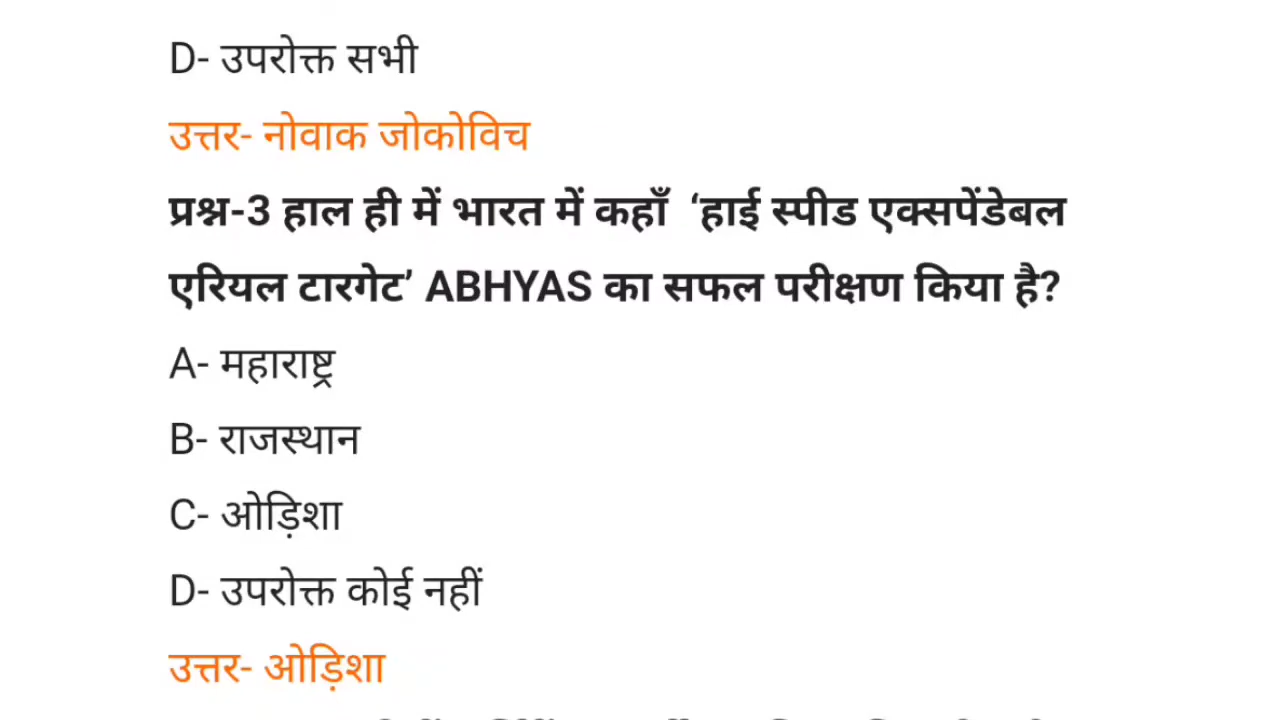 D- उपरोक्त सभी
उत्तर- नोवाक जोकोविच
प्रश्न-3 हाल ही में भारत में कहाँ ‘हाई स्पीड एक्सपेंडेबल
एरियल टारगेट’ ABHYAS का सफल परीक्षण किया है?
A- महाराष्ट्र
B- राजस्थान
C- ओड़िशा
D- उपरोक्त कोई नहीं
उत्तर- ओड़िशा